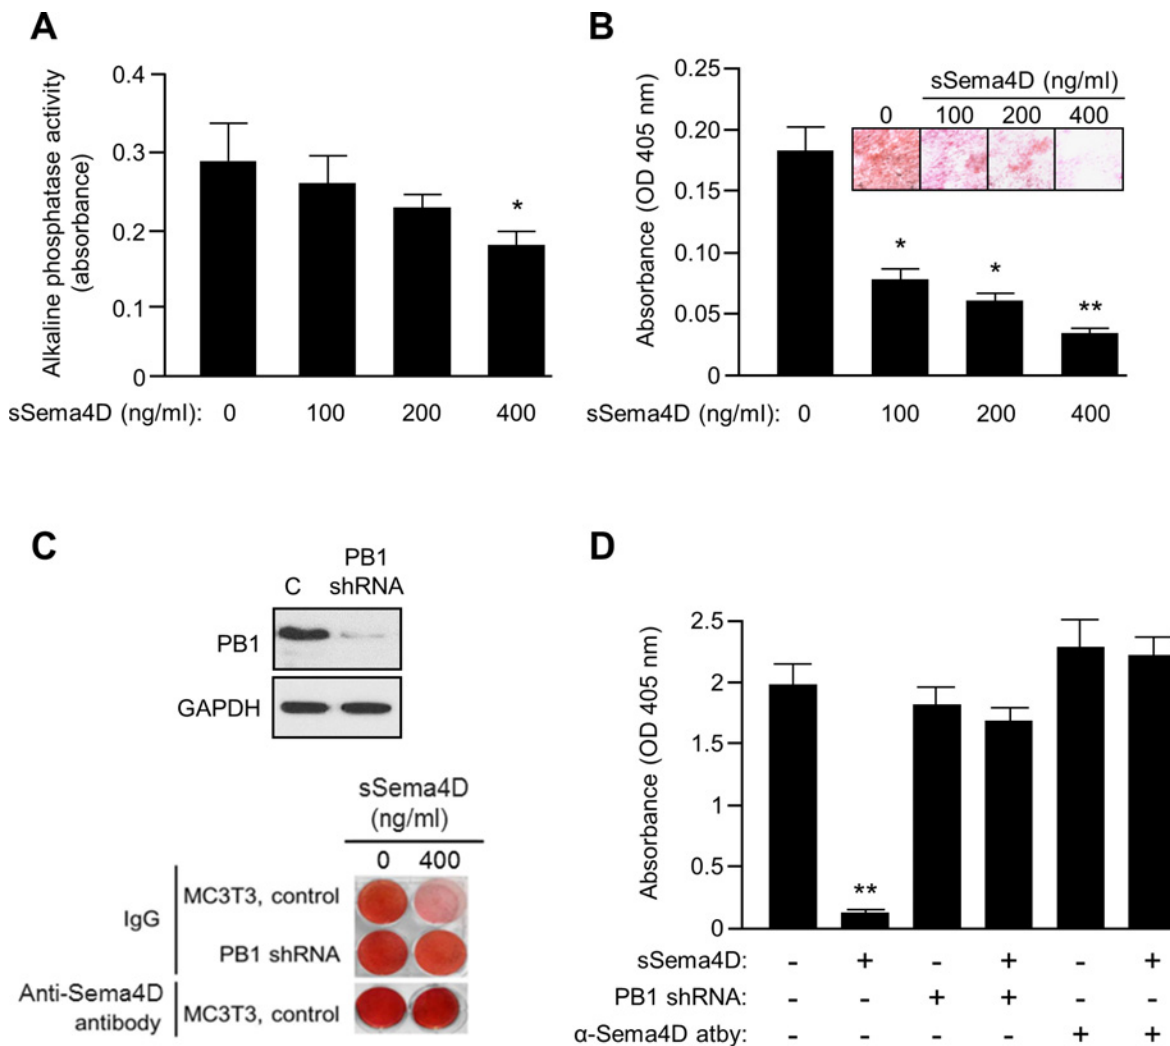 A
Alkaline phosphatase activity
(absorbance)
0.4
0.3
0.2
0.1
0
*
sSema4D (ng/ml): 0 100 200 400
B
Absorbance (OD 405 nm)
0.25
0.20
0.15
0.10
0.05
0
sSema4D (ng/ml)
0 100 200 400
* * **
sSema4D (ng/ml): 0 100 200 400
C
PB1
C shRNA
PB1
GAPDH
sSema4D
(ng/ml)
0 400
IgG
MC3T3, control
PB1 shRNA
Anti-Sema4D
antibody
MC3T3, control
D
Absorbance (OD 405 nm)
2.5
2
1.5
1
0.5
0
**
sSema4D: - + - + - +
PB1 shRNA: - - + + - -
α-Sema4D atby: - - - - + +